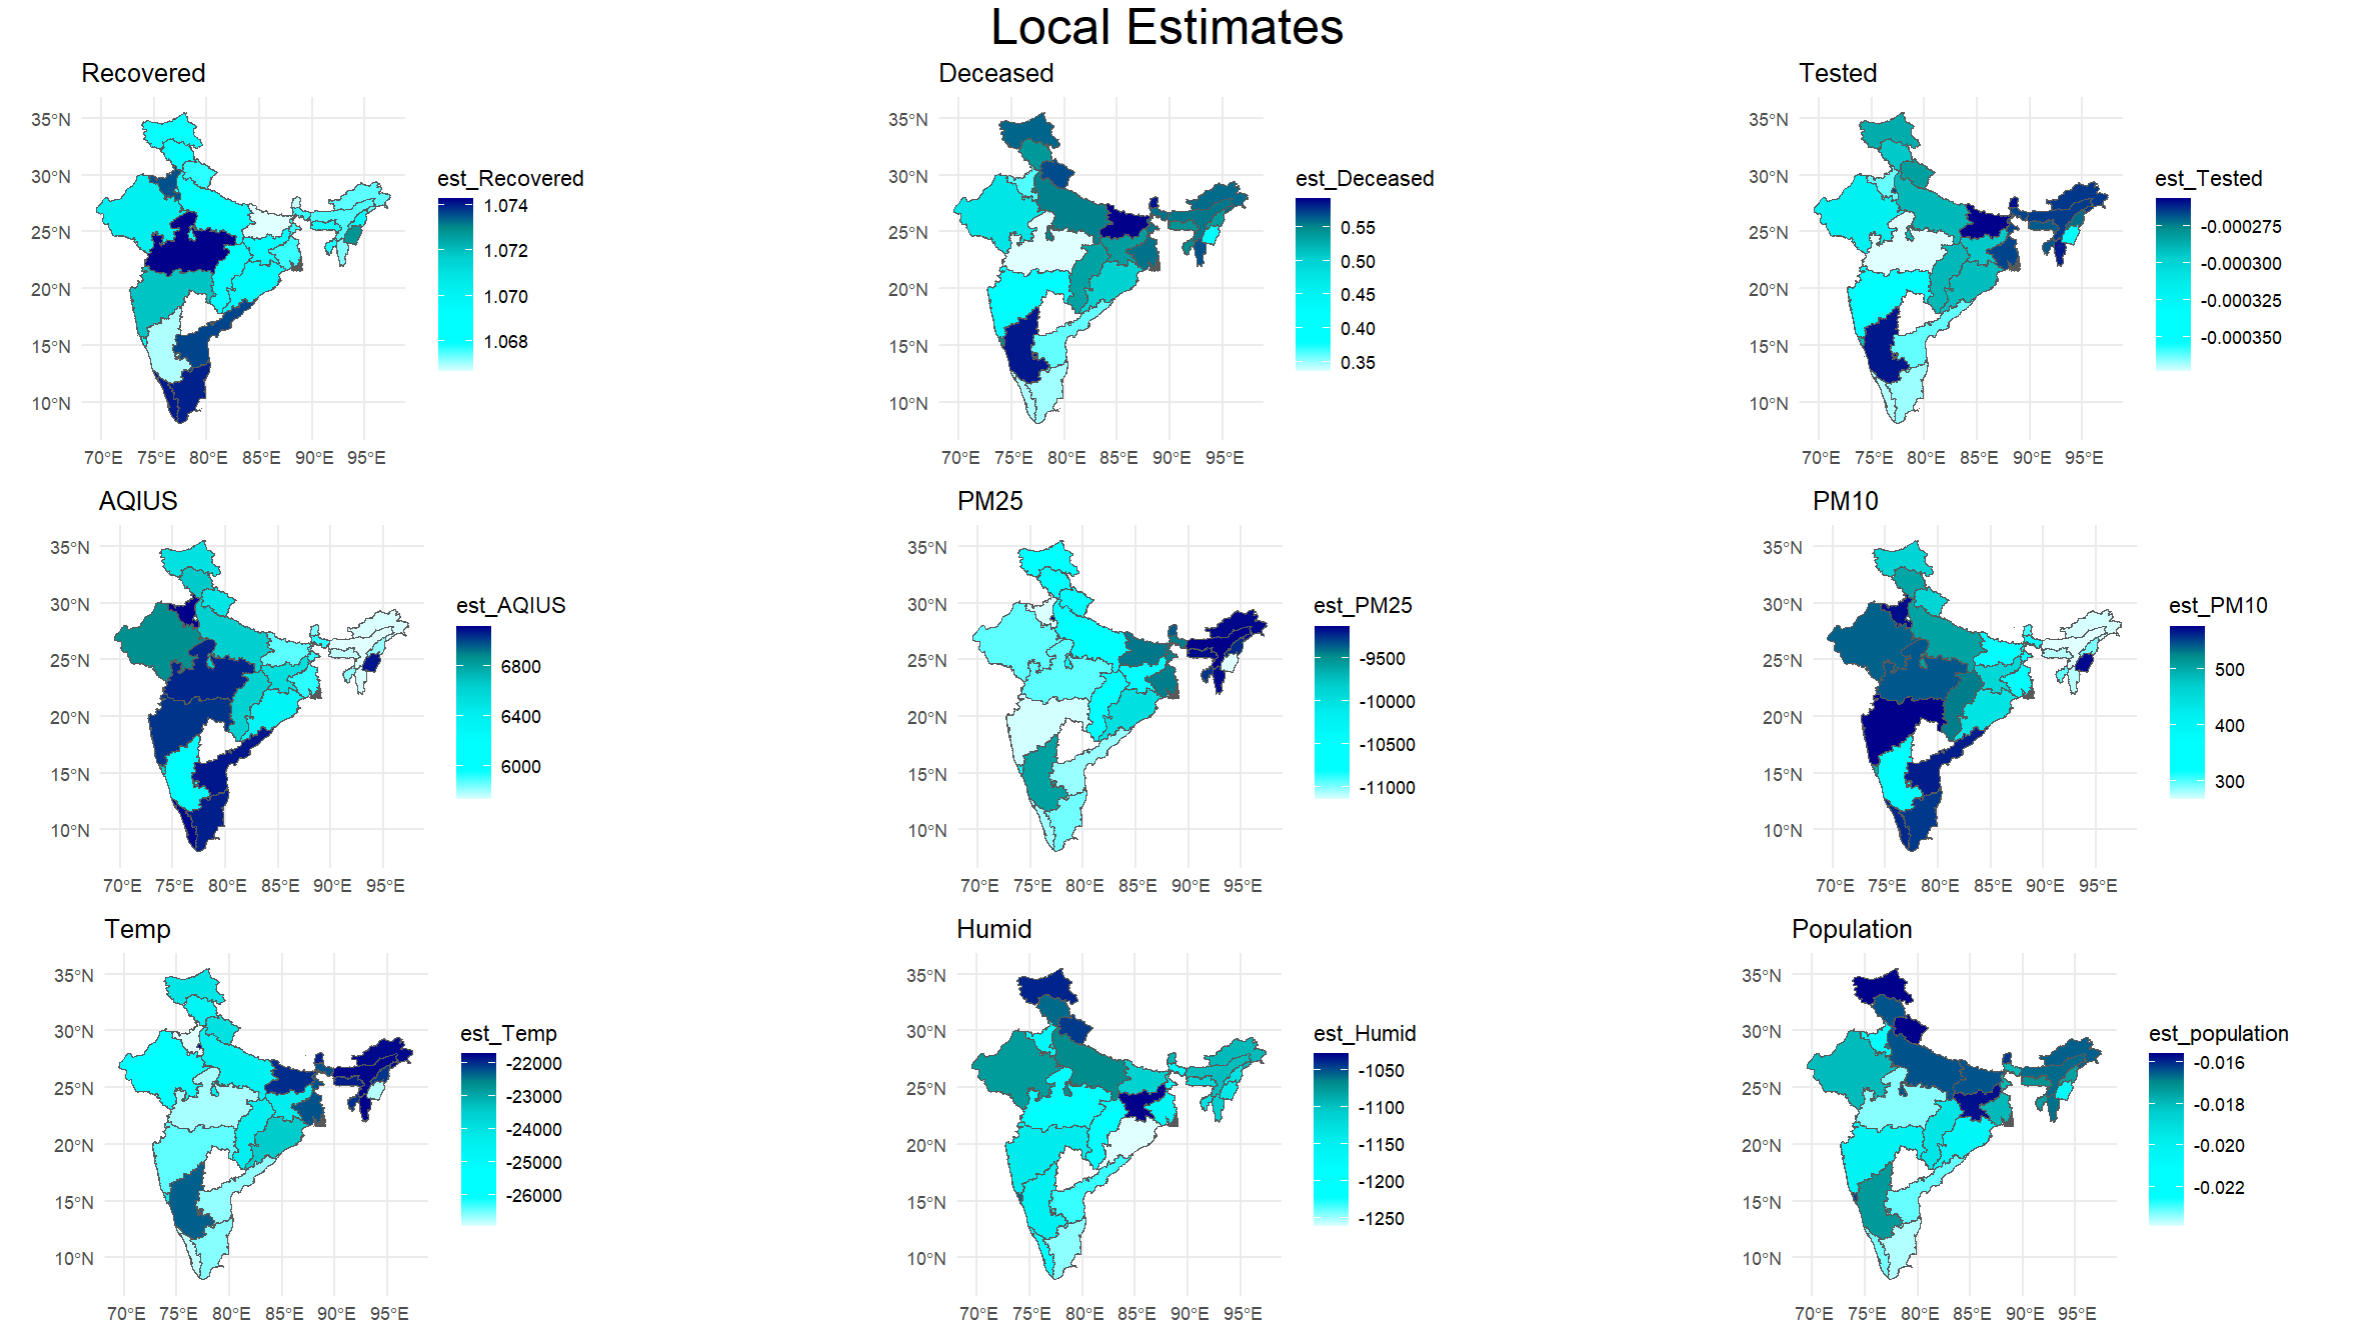 Local Estimates
Recovered
35°N
30°N
25°N
20°N
15°N
10°N
70°E 75°E 80°E 85°E 90°E 95°E
est_Recovered
1.074
1.072
1.070
1.068
Deceased
35°N
30°N
25°N
20°N
15°N
10°N
70°E 75°E 80°E 85°E 90°E 95°E
est_Deceased
0.55
0.50
0.45
0.40
0.35
Tested
35°N
30°N
25°N
20°N
15°N
10°N
70°E 75°E 80°E 85°E 90°E 95°E
est_Tested
-0.000275
-0.000300
-0.000325
-0.000350
AQIUS
35°N
30°N
25°N
20°N
15°N
10°N
70°E 75°E 80°E 85°E 90°E 95°E
est_AQIUS
6800
6400
6000
PM25
35°N
30°N
25°N
20°N
15°N
10°N
70°E 75°E 80°E 85°E 90°E 95°E
est_PM25
-9500
-10000
-10500
-11000
PM10
35°N
30°N
25°N
20°N
15°N
10°N
70°E 75°E 80°E 85°E 90°E 95°E
est_PM10
500
400
300
Temp
35°N
30°N
25°N
20°N
15°N
10°N
70°E 75°E 80°E 85°E 90°E 95°E
est_Temp
-22000
-23000
-24000
-25000
-26000
Humid
35°N
30°N
25°N
20°N
15°N
10°N
70°E 75°E 80°E 85°E 90°E 95°E
est_Humid
-1050
-1100
-1150
-1200
-1250
Population
35°N
30°N
25°N
20°N
15°N
10°N
70°E 75°E 80°E 85°E 90°E 95°E
est_population
-0.016
-0.018
-0.020
-0.022